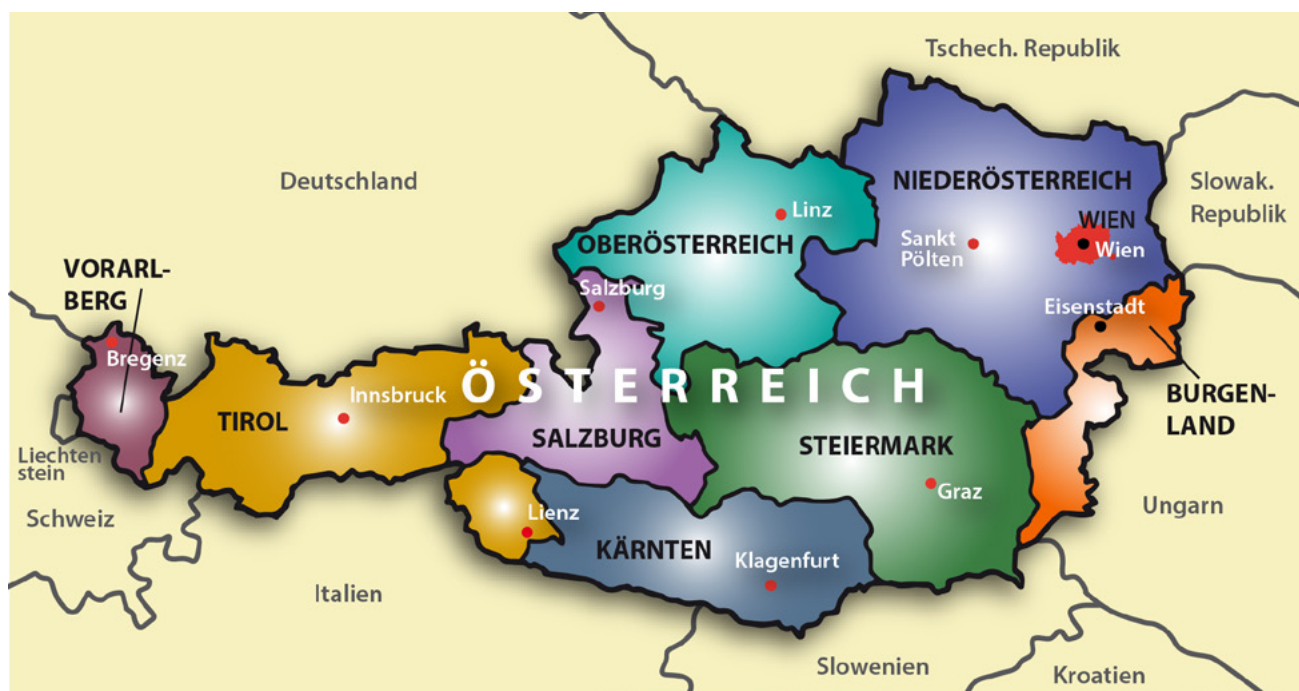 Tschech. Republik
Deutschland
NIEDERÖSTERREICH
Slowak.
Republik
Linz
WIEN
OBERÖSTERREICH
Sankt
Pölten
Wien
VORARL-
BERG
Salzburg
Eisenstadt
Bregenz
ÖSTERREICH
Innsbruck
BURGEN-
LAND
TIROL
SALZBURG
STEIERMARK
Liechten
stein
Graz
Schweiz
Lienz
Ungarn
KÄRNTEN
Klagenfurt
Italien
Slowenien
Kroatien